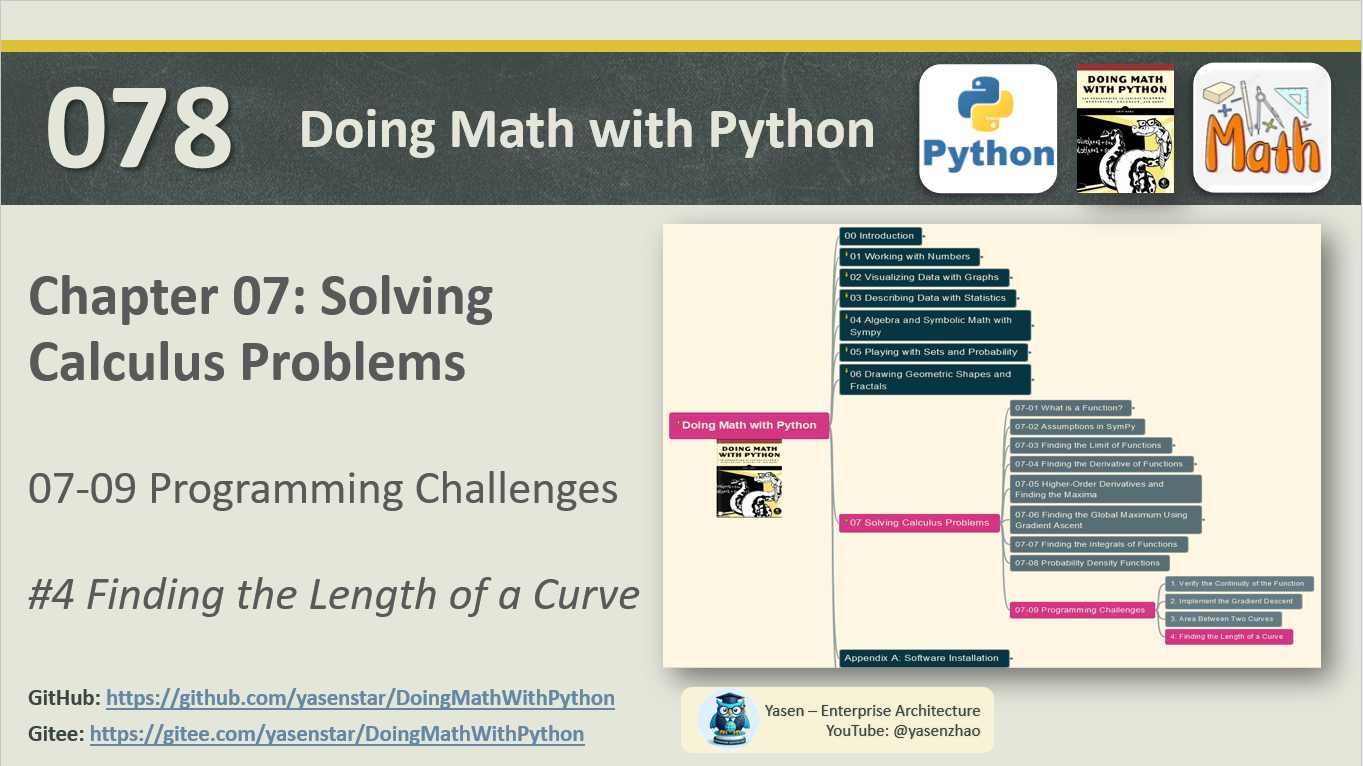 078
Doing Math with Python
Python
DOING MATH
WITH PYTHON
Math
Chapter 07: Solving
Calculus Problems
07-09 Programming Challenges
#4 Finding the Length of a Curve
GitHub: https://github.com/yasenstar/DoingMathWithPython
Gitee: https://gitee.com/yasenstar/DoingMathWithPython
Doing Math with Python
DOING MATH
WITH PYTHON
00 Introduction
01 Working with Numbers
02 Visualizing Data with Graphs
03 Describing Data with Statistics
04 Algebra and Symbolic Math with
Sympy
05 Playing with Sets and Probability
06 Drawing Geometric Shapes and
Fractals
07 Solving Calculus Problems
07-01 What is a Function?
07-02 Assumptions in SymPy
07-03 Finding the Limit of Functions
07-04 Finding the Derivative of Functions
07-05 Higher-Order Derivatives and
Finding the Maxima
07-06 Finding the Global Maximum Using
Gradient Ascent
07-07 Finding the Integrals of Functions
07-08 Probability Density Functions
07-09 Programming Challenges
1. Verify the Continuity of the Function
2. Implement the Gradient Descent
3. Area Between Two Curves
4. Finding the Length of a Curve
Appendix A: Software Installation
Yasen – Enterprise Architecture
YouTube: @yasenzhao